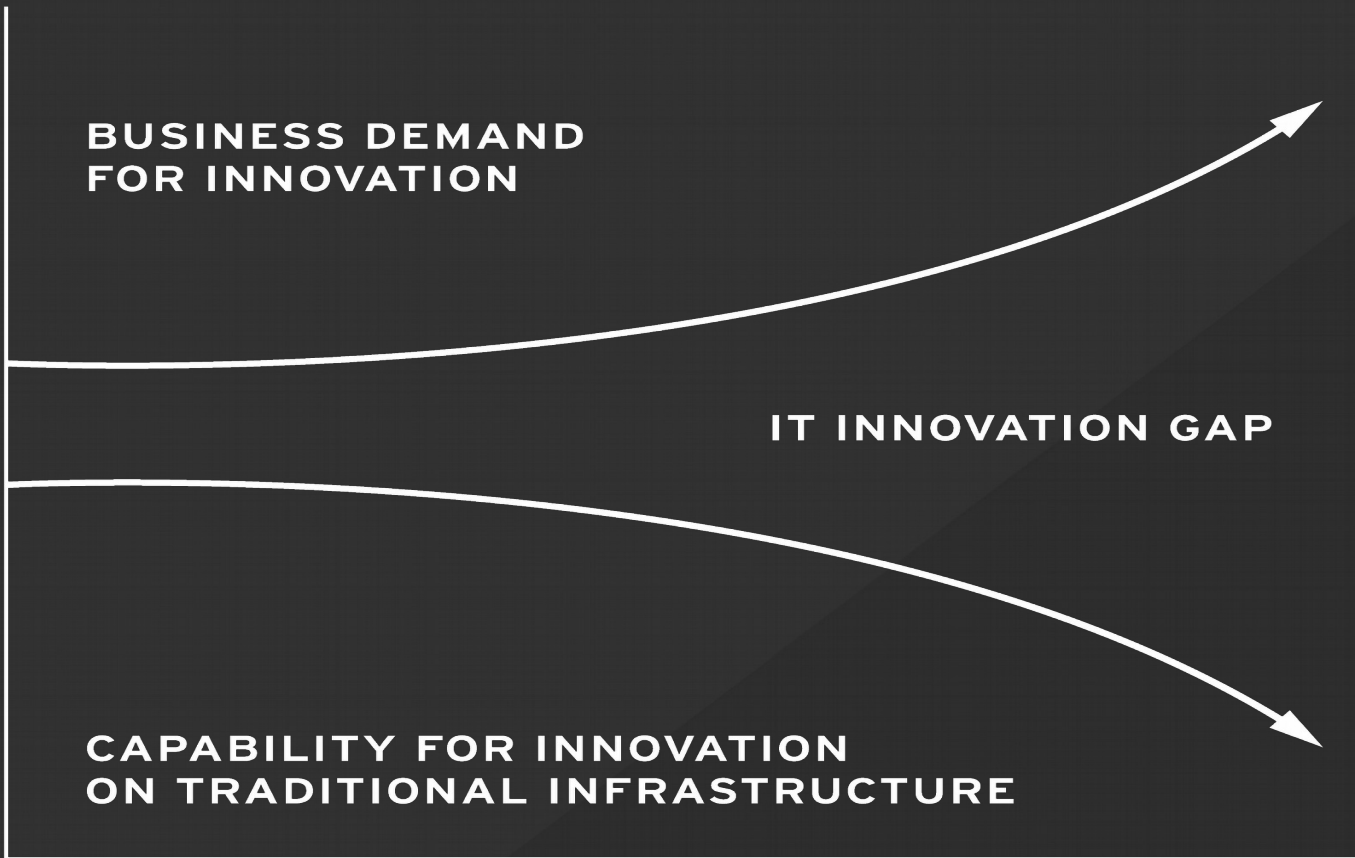 BUSINESS DEMAND
FOR INNOVATION
IT INNOVATION GAP
CAPABILITY FOR INNOVATION
ON TRADITIONAL INFRASTRUCTURE